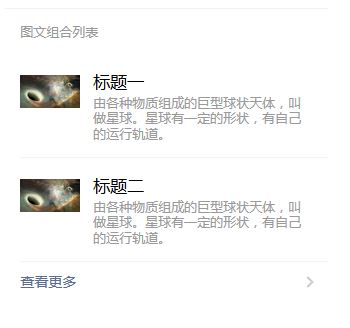 图文组合列表
标题一
由各种物质组成的巨型球状天体，叫
做星球。星球有一定的形状，有自己
的运行轨道。
标题二
由各种物质组成的巨型球状天体，叫
做星球。星球有一定的形状，有自己
的运行轨道。
查看更多